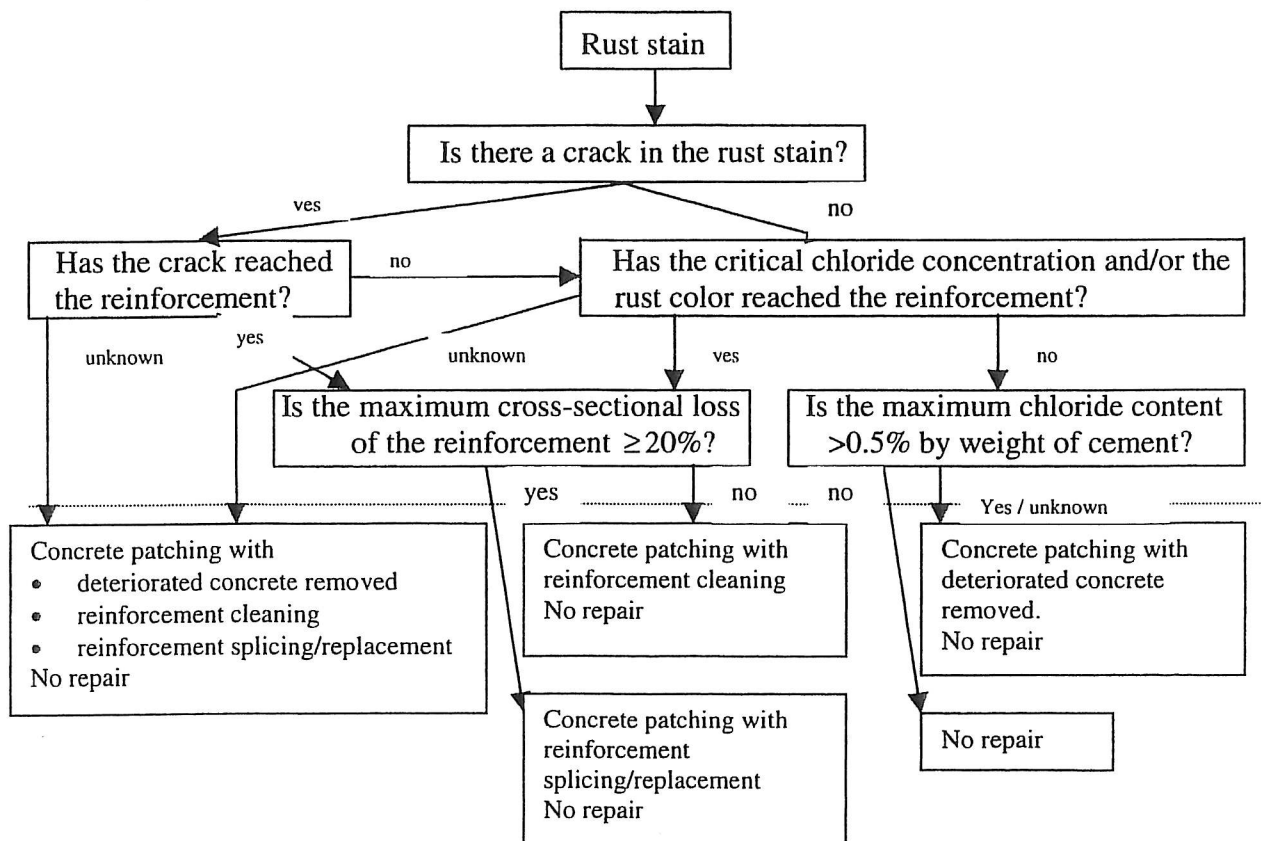 Rust stain
Is there a crack in the rust stain?
ves
no
Has the crack reached
the reinforcement?
no
Has the critical chloride concentration and/or the
rust color reached the reinforcement?
unknown
yes
unknown
ves
no
Is the maximum cross-sectional loss
of the reinforcement ≥20%?
Is the maximum chloride content
>0.5% by weight of cement?
yes
no
no
Yes / unknown
Concrete patching with
• deteriorated concrete removed
• reinforcement cleaning
• reinforcement splicing/replacement
No repair
Concrete patching with
reinforcement cleaning
No repair
Concrete patching with
deteriorated concrete
removed.
No repair
Concrete patching with
reinforcement
splicing/replacement
No repair
No repair